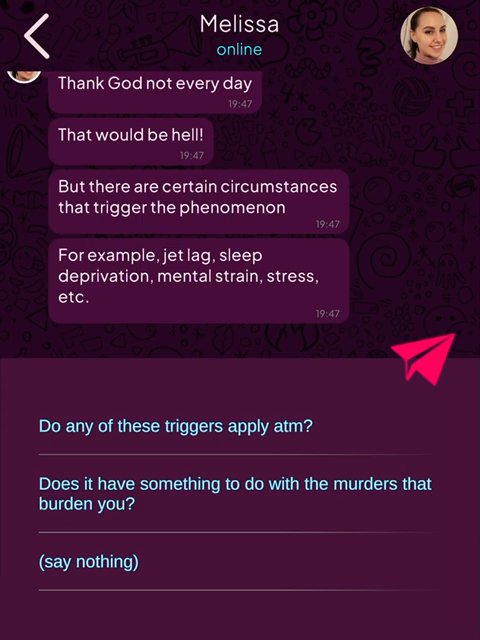 Melissa
online
Thank God not every day
19:47
That would be hell!
19:47
But there are certain circumstances
that trigger the phenomenon
19:47
For example, jet lag, sleep
deprivation, mental strain, stress,
etc.
19:47
Do any of these triggers apply atm?
Does it have something to do with the murders that
burden you?
(say nothing)